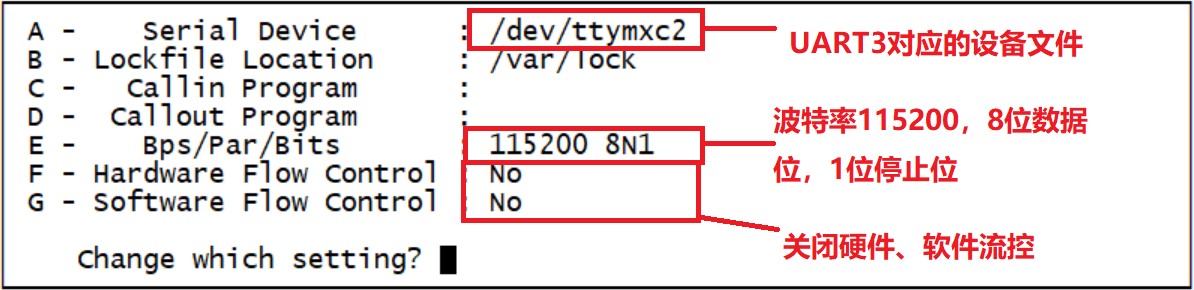 A -    Serial Device      : /dev/ttymxc2
B - Lockfile Location     : /var/lock
C -   Callin Program      :
D -  Callout Program      :
E -    Bps/Par/Bits       : 115200 8N1
F - Hardware Flow Control : No
G - Software Flow Control : No
Change which setting?
UART3对应的设备文件
波特率115200，8位数据
位，1位停止位
关闭硬件、软件流控